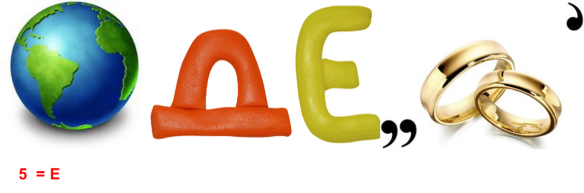 ДЕ,,
‘
5 = Е